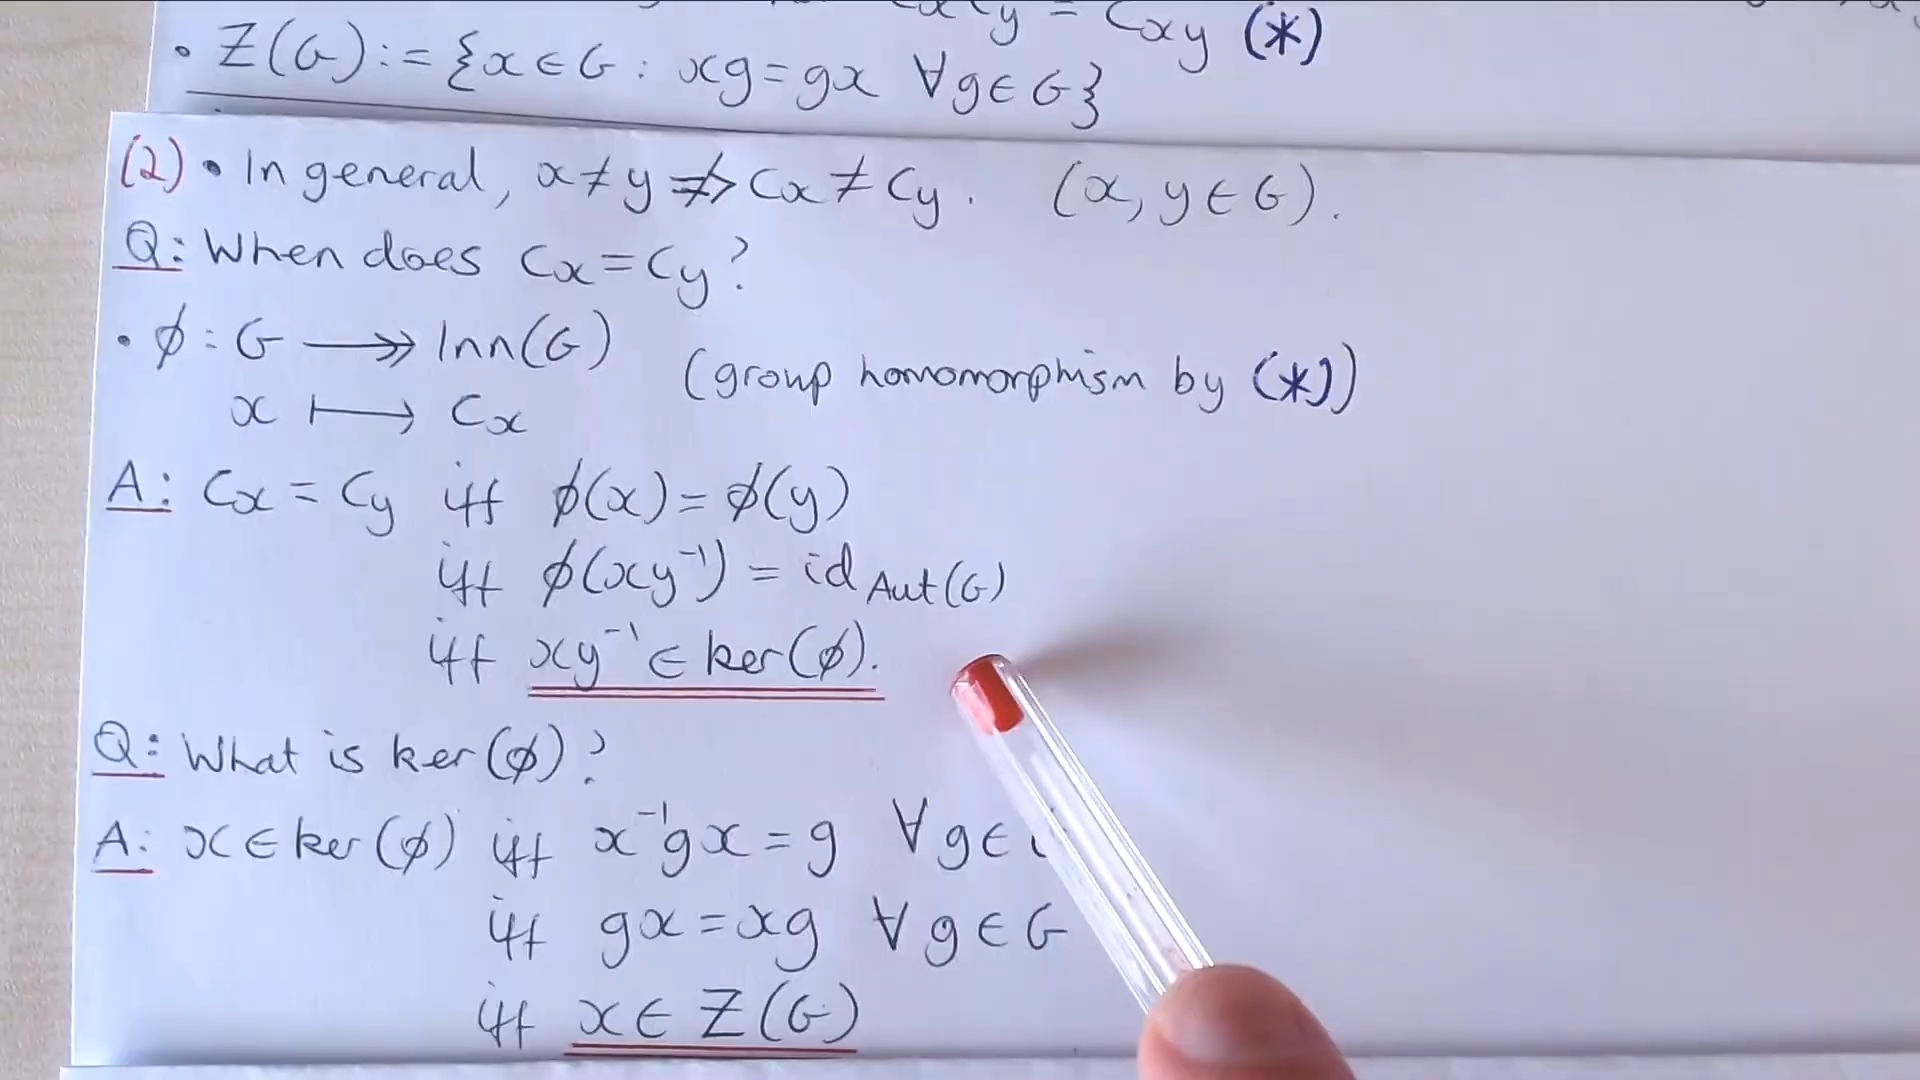 = Cxy (*)
• Z(G) := {x ∈ G : xg = gx ∀g ∈ G}
(2) • In general, x ≠ y ⇏ Cx ≠ Cy. (x, y ∈ G).
Q: When does Cx = Cy?
• ϕ : G ↠ Inn(G)
(group homomorphism by (*))
x ⟼ Cx
A: Cx = Cy iff ϕ(x) = ϕ(y)
iff ϕ(xy⁻¹) = id Aut(G)
iff xy⁻¹ ∈ ker(ϕ).
Q: What is ker(ϕ)?
A: x ∈ ker(ϕ) iff x⁻¹gx = g ∀g ∈
iff gx = xg ∀g ∈ G
iff x ∈ Z(G)